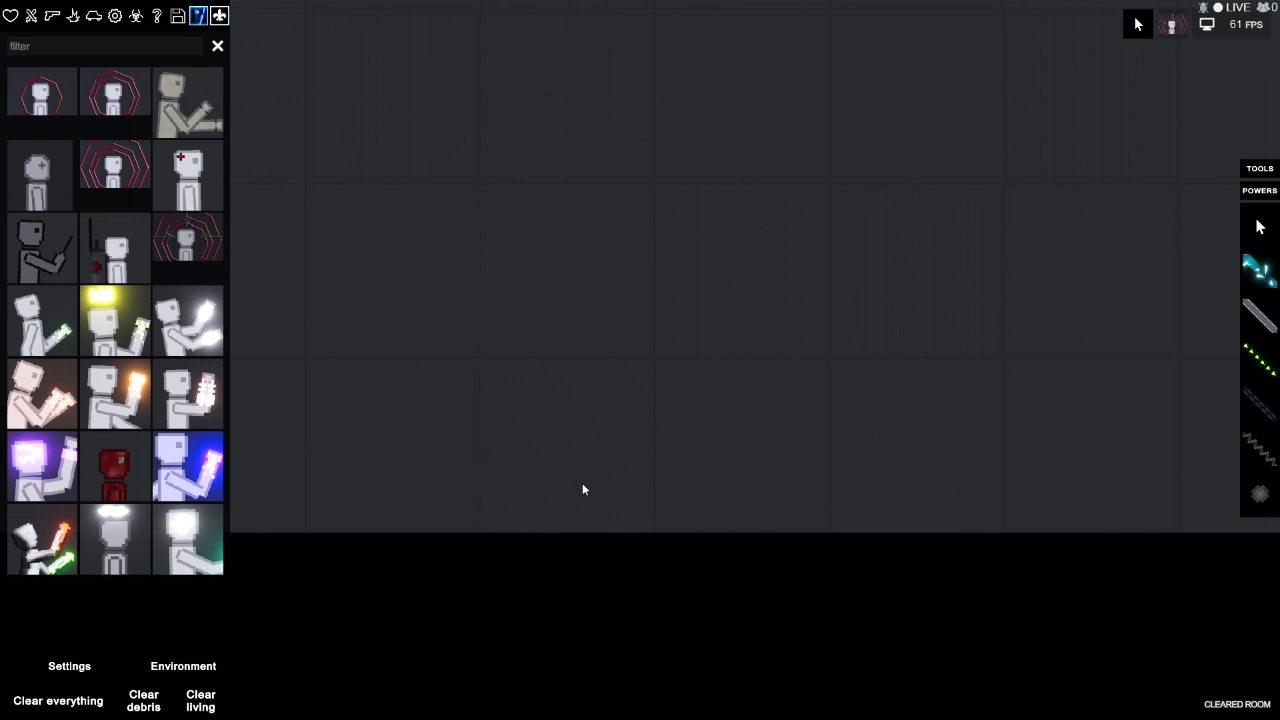 LIVE 0
filter
61 FPS
TOOLS
POWERS
Settings
Environment
Clear everything
Clear
debris
Clear
living
CLEARED ROOM